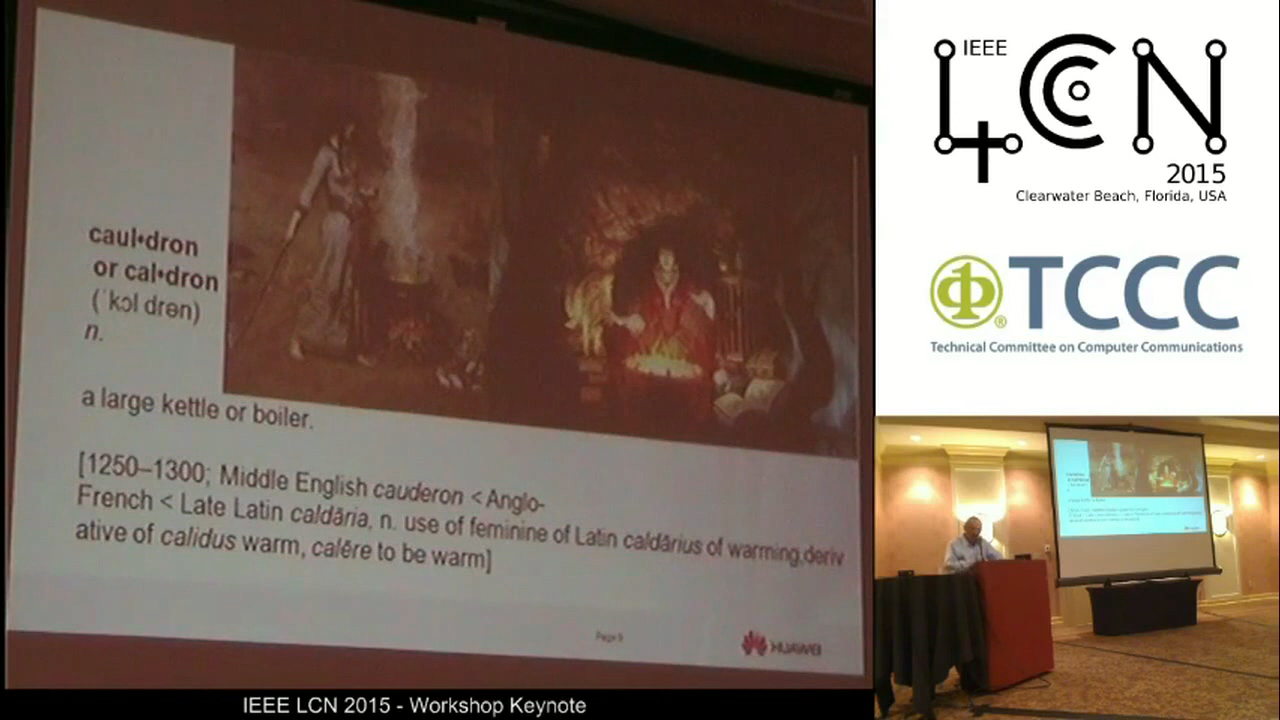 caul•dron
or cal•dron
(ˈkɔl drən)
n.
a large kettle or boiler.
[1250–1300; Middle English cauderon < Anglo-
French < Late Latin caldāria, n. use of feminine of Latin caldārius of warming,deriv
ative of calidus warm, calēre to be warm]
Page 9
HUAWEI
IEEE LCN 2015 - Workshop Keynote
IEEE
LCN
2015
Clearwater Beach, Florida, USA
TCCC
Technical Committee on Computer Communications